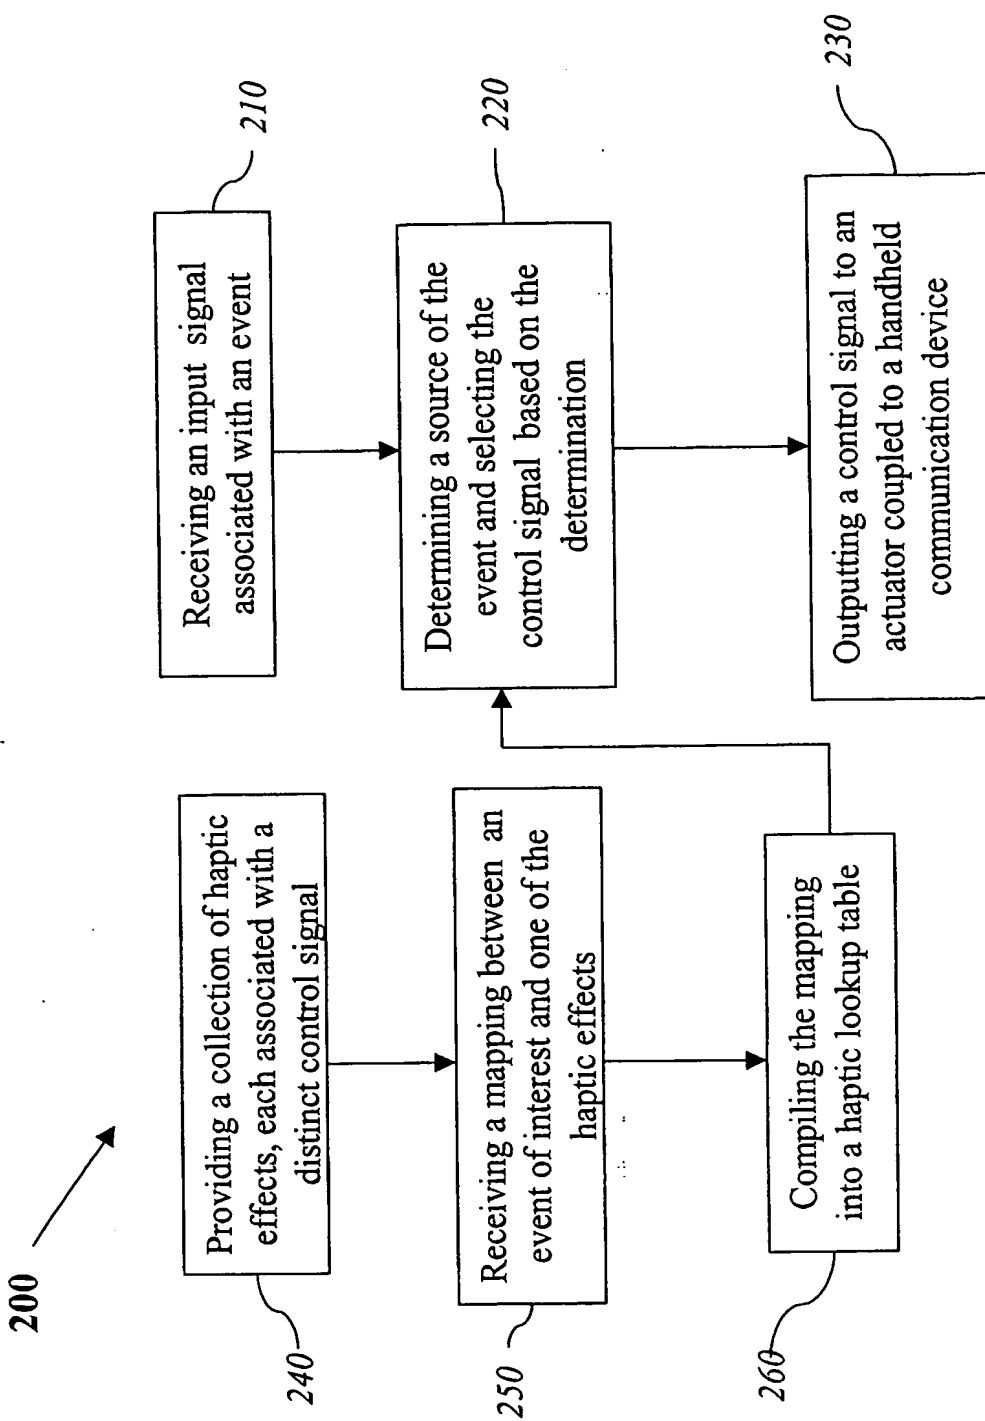 200
Providing a collection of haptic
effects, each associated with a
distinct control signal
240
Receiving a mapping between an
event of interest and one of the
haptic effects
250
Compiling the mapping
into a haptic lookup table
260
Receiving an input signal
associated with an event
210
Determining a source of the
event and selecting the
control signal based on the
determination
220
Outputting a control signal to an
actuator coupled to a handheld
communication device
230